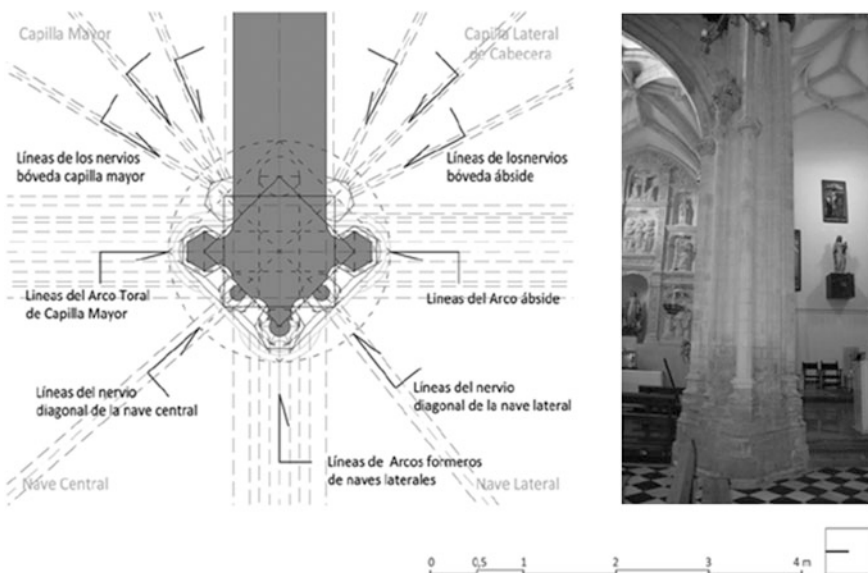 Capilla Mayor
Capilla Lateral
de Cabecera
Líneas de los nervios
bóveda capilla mayor
Líneas de losnervios
bóveda ábside
Lineas del Arco Toral
de Capilla Mayor
Lineas del Arco ábside
Líneas del nervio
diagonal de la nave central
Líneas del nervio
diagonal de la nave lateral
Líneas de Arcos formeros
de naves laterales
Nave Central
Nave Lateral
0 0,5 1 2 3 4 m